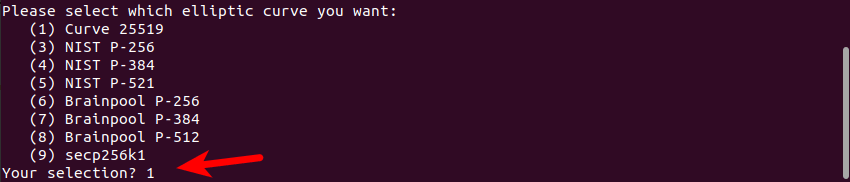 Please select which elliptic curve you want:
(1) Curve 25519
(3) NIST P-256
(4) NIST P-384
(5) NIST P-521
(6) Brainpool P-256
(7) Brainpool P-384
(8) Brainpool P-512
(9) secp256k1
Your selection? 1